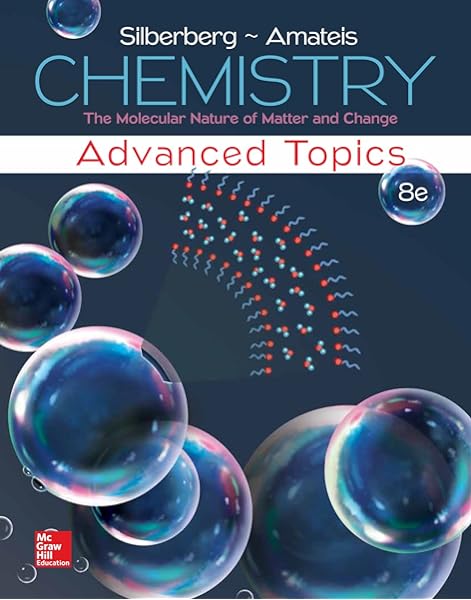 Silberberg ~ Amateis
CHEMISTRY
The Molecular Nature of Matter and Change
Advanced Topics
8e
Mc
Graw
Hill
Education